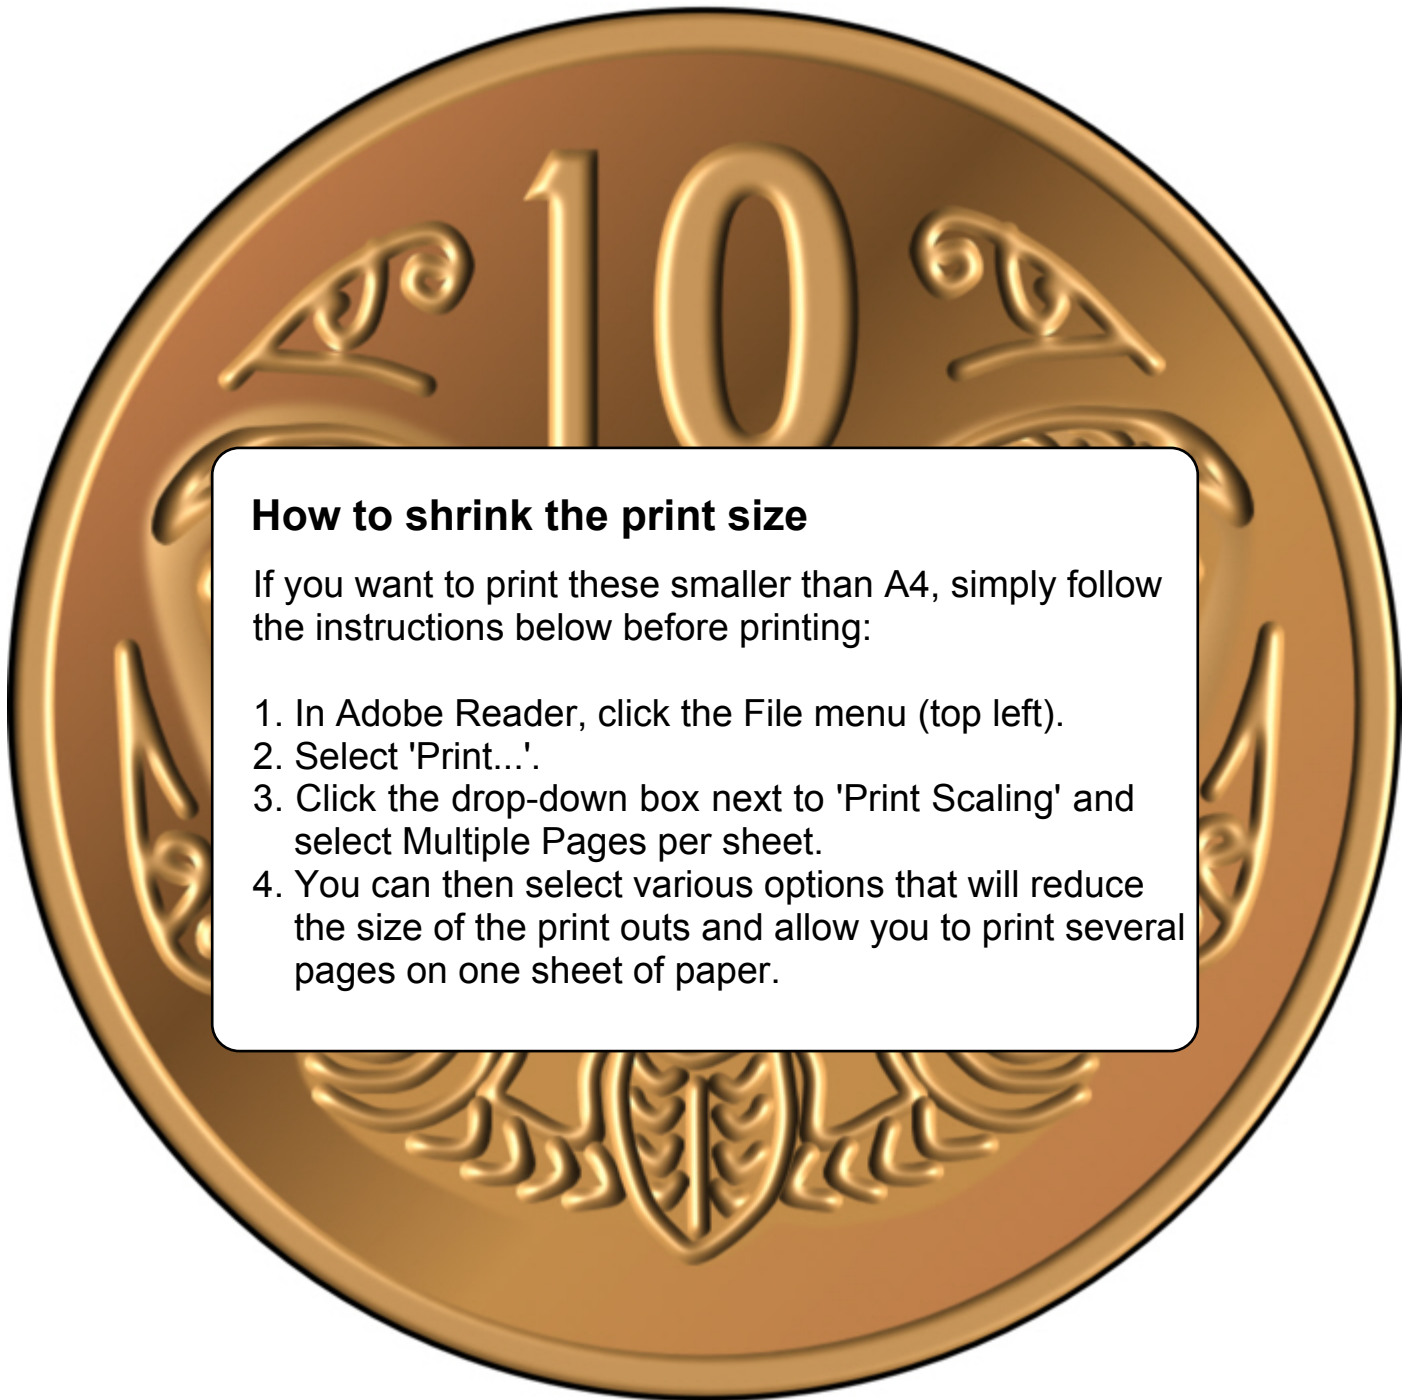 10
How to shrink the print size
If you want to print these smaller than A4, simply follow
the instructions below before printing:
1. In Adobe Reader, click the File menu (top left).
2. Select 'Print...'.
3. Click the drop-down box next to 'Print Scaling' and
select Multiple Pages per sheet.
4. You can then select various options that will reduce
the size of the print outs and allow you to print several
pages on one sheet of paper.